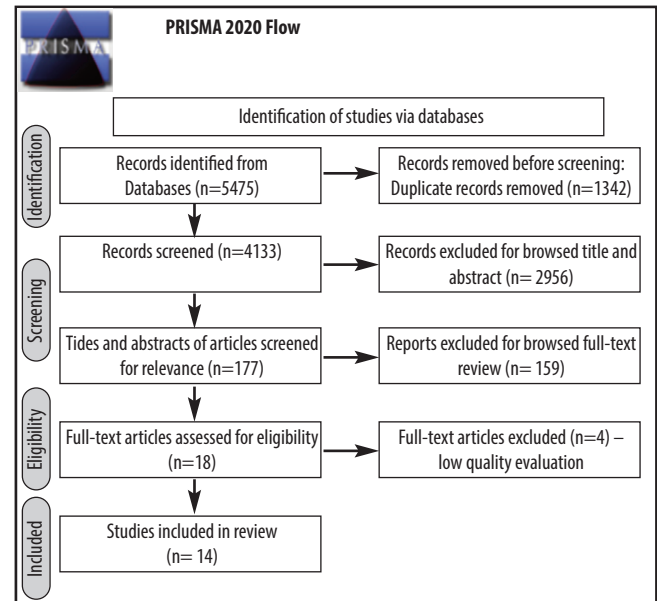 PRISMA
PRISMA 2020 Flow
Identification of studies via databases
Identification
Records identified from
Databases (n=5475)
Records removed before screening:
Duplicate records removed (n=1342)
Screening
Records screened (n=4133)
Records excluded for browsed title and
abstract (n= 2956)
Tides and abstracts of articles screened
for relevance (n=177)
Reports excluded for browsed full-text
review (n= 159)
Eligibility
Full-text articles assessed for eligibility
(n=18)
Full-text articles excluded (n=4) –
low quality evaluation
Included
Studies included in review
(n= 14)